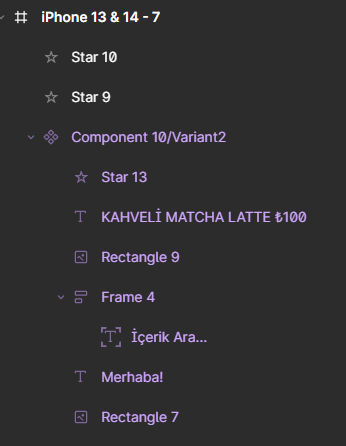 iPhone 13 & 14 - 7
Star 10
Star 9
Component 10/Variant2
Star 13
KAHVELİ MATCHA LATTE ₺100
Rectangle 9
Frame 4
İçerik Ara...
Merhaba!
Rectangle 7